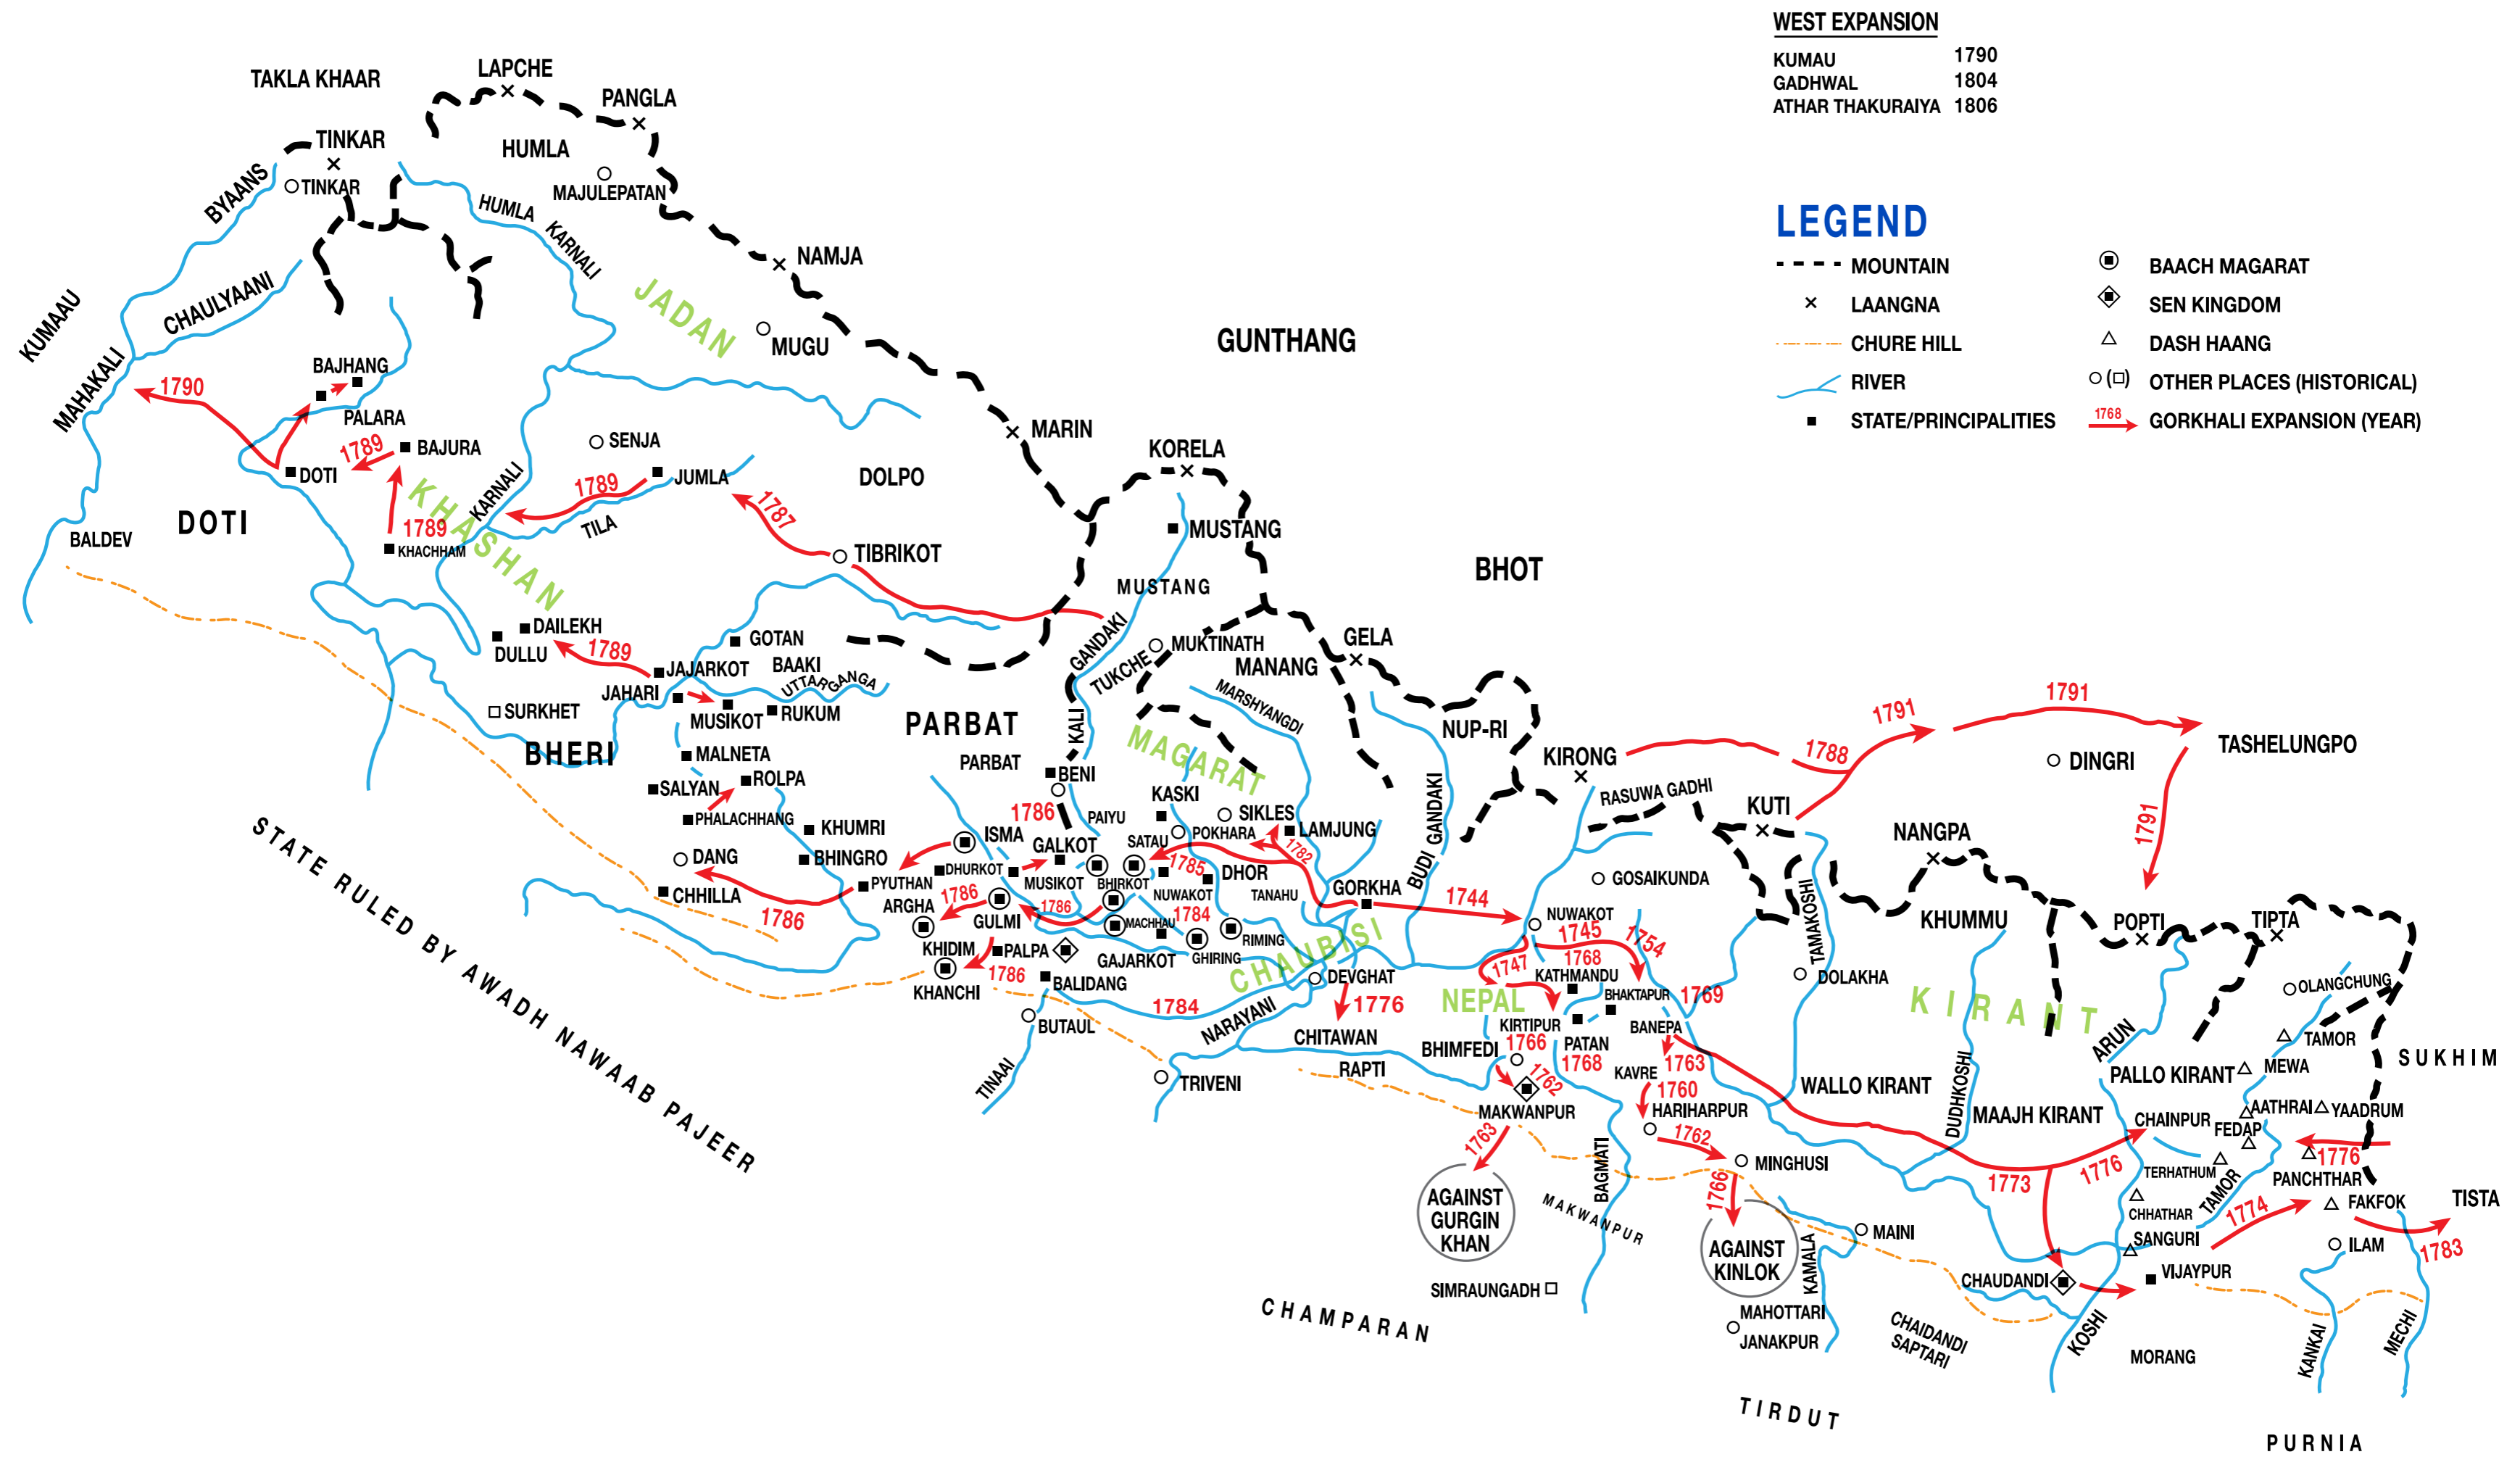 WEST EXPANSION
KUMAU 1790
GADHWAL 1804
ATHAR THAKURAIYA 1806
LEGEND
MOUNTAIN
LAANGNA
CHURE HILL
RIVER
STATE/PRINCIPALITIES
BAACH MAGARAT
SEN KINGDOM
DASH HAANG
OTHER PLACES (HISTORICAL)
1768 GORKHALI EXPANSION (YEAR)
TAKLA KHAAR
LAPCHE
PANGLA
TINKAR
TINKAR
HUMLA
MAJULEPATAN
BYAANS
HUMLA
KARNALI
NAMJA
CHAULYAANI
KUMAAU
JADAN
MUGU
GUNTHANG
MAHAKALI
BAJHANG
1790
PALARA
MARIN
1789
BAJURA
SENJA
KORELA
DOTI
JUMLA
DOLPO
KHASHAN
KARNALI
1789
1787
DOTI
1789
TILA
MUSTANG
BALDEV
KHACHHAM
TIBRIKOT
BHOT
MUSTANG
DAILEKH
DULLU
1789
GOTAN
GANDAKI
MUKTINATH
GELA
JAJARKOT
BAAKI
TUKCHE
MANANG
JAHARI
UTTARGANGA
MARSHYANGDI
SURKHET
MUSIKOT
RUKUM
PARBAT
KALI
NUP-RI
1791
1791
BHERI
MALNETA
MAGARAT
KIRONG
1788
TASHELUNGPO
PARBAT
DINGRI
SALYAN
ROLPA
BENI
KASKI
RASUWA GADHI
KUTI
PHALACHHANG
1786
PAIYU
SIKLES
BUDI GANDAKI
1791
KHUMRI
ISMA
GALKOT
SATAU
POKHARA
LAMJUNG
NANGPA
DANG
BHINGRO
1782
CHHILLA
PYUTHAN
DHURKOT
MUSIKOT
BHIRKOT
1785
DHOR
GOSAIKUNDA
NUWAKOT
TANAHU
GORKHA
1744
TAMAKOSHI
1786
ARGHA
1786
GULMI
1786
MACHHAU
1784
NUWAKOT
KHUMMU
POPTI
TIPTA
RIMING
1745
1754
KHIDIM
PALPA
GAJARKOT
GHIRING
CHAUBISI
1768
1747
KHANCHI
1786
BALIDANG
DEVGHAT
KATHMANDU
DOLAKHA
OLANGCHUNG
1784
1776
NEPAL
BHAKTAPUR
1769
KIRANT
BUTAUL
NARAYANI
CHITAWAN
KIRTIPUR
BANEPA
ARUN
TAMOR
BHIMFEDI
1766
PATAN
1768
1763
SUKHIM
STATE RULED BY AWADH NAWAAB PAJEER
TINAAI
TRIVENI
RAPTI
1762
KAVRE
1760
WALLO KIRANT
PALLO KIRANT
MEWA
MAKWANPUR
HARIHARPUR
DUDHKOSHI
MAAJH KIRANT
CHAINPUR
AATHRAI
YAADRUM
FEDAP
1763
1762
1776
MINGHUSI
BAGMATI
1773
1776
TERHATHUM
PANCHTHAR
AGAINST
GURGIN
KHAN
MAKWANPUR
1766
CHHATHAR
TAMOR
1774
FAKFOK
TISTA
AGAINST
KINLOK
MAINI
KAMALA
SANGURI
ILAM
1783
SIMRAUNGADH
CHAUDANDI
VIJAYPUR
CHAMPARAN
MAHOTTARI
JANAKPUR
CHAIDANDI
SAPTARI
KOSHI
MORANG
KANKAI
MECHI
TIRDUT
PURNIA